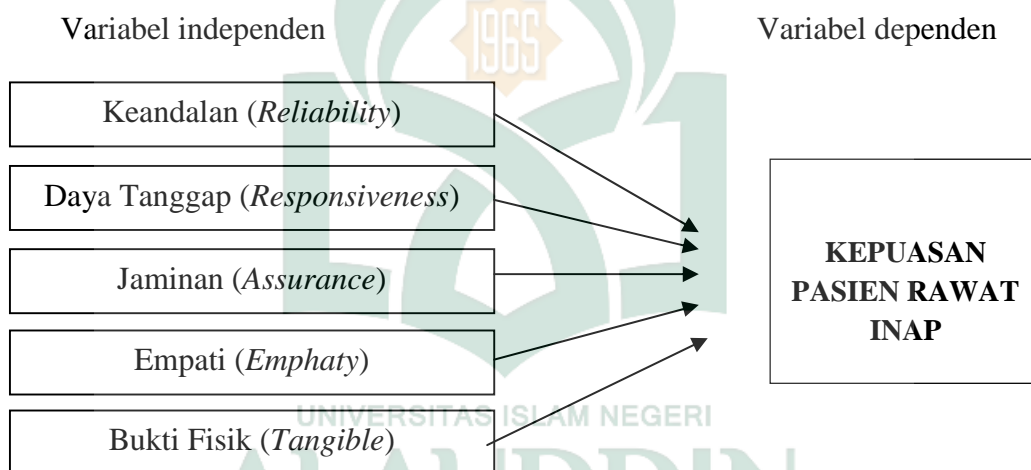 Variabel independen
Variabel dependen
1965
Keandalan (Reliability)
Daya Tanggap (Responsiveness)
Jaminan (Assurance)
Empati (Emphaty)
Bukti Fisik (Tangible)
KEPUASAN
PASIEN RAWAT
INAP
UNIVERSITAS ISLAM NEGERI
ALAUDDIN